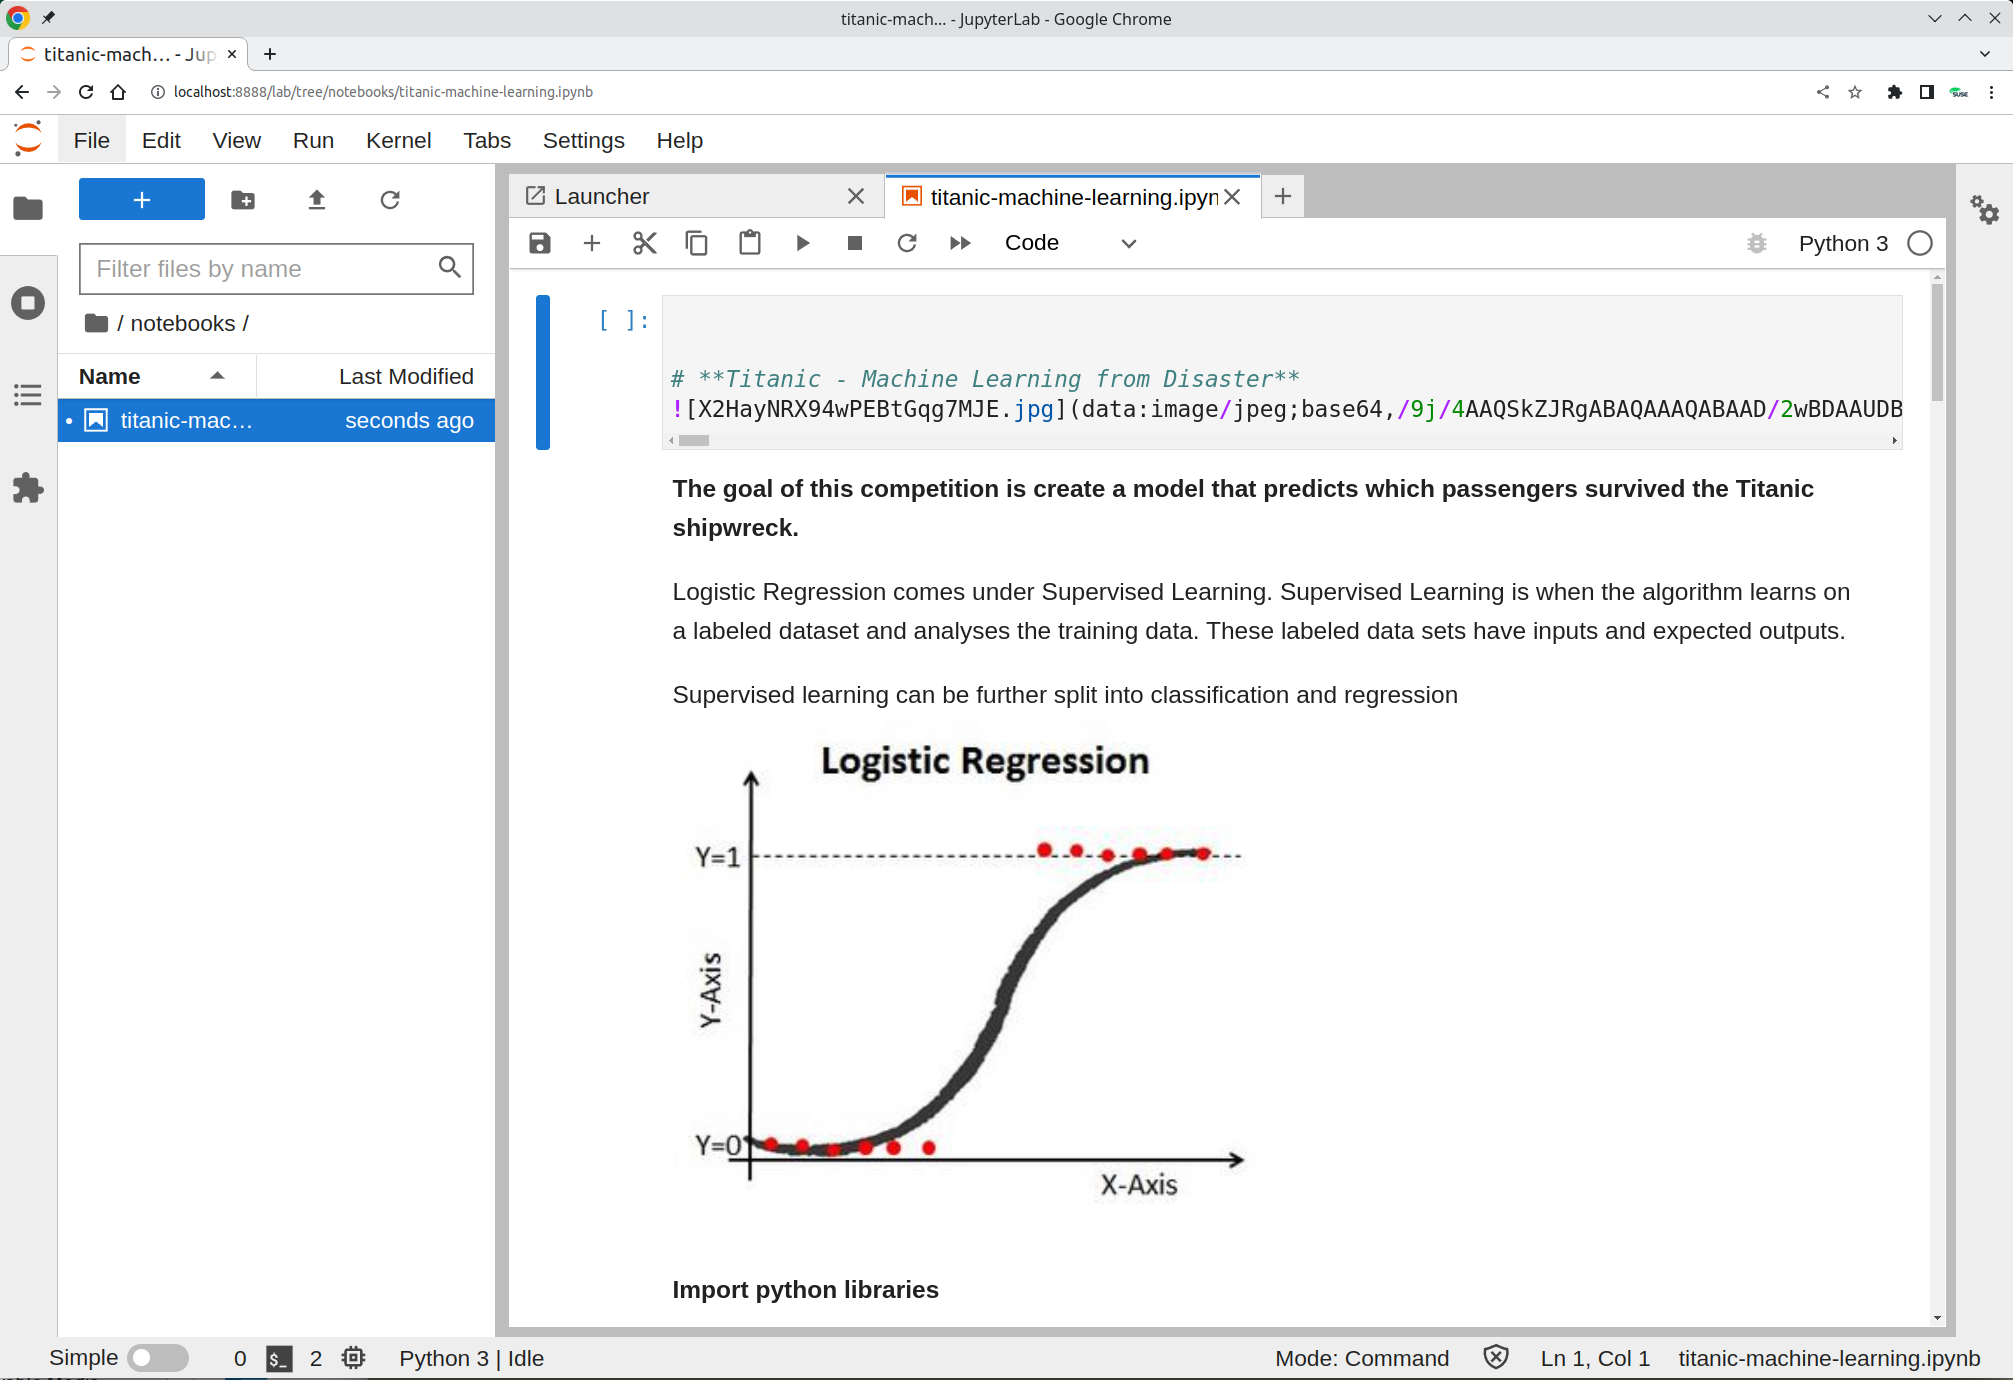 titanic-mach... - JupyterLab - Google Chrome
titanic-mach... - Jup
localhost:8888/lab/tree/notebooks/titanic-machine-learning.ipynb
File Edit View Run Kernel Tabs Settings Help
Launcher
titanic-machine-learning.ipyn
Code
Python 3
Filter files by name
/ notebooks /
Name Last Modified
titanic-mac... seconds ago
[ ]:
# **Titanic - Machine Learning from Disaster**
![X2HayNRX94wPEBtGqg7MJE.jpg](data:image/jpeg;base64,/9j/4AAQSkZJRgABAQAAAQABAAD/2wBDAAUDB
The goal of this competition is create a model that predicts which passengers survived the Titanic
shipwreck.
Logistic Regression comes under Supervised Learning. Supervised Learning is when the algorithm learns on
a labeled dataset and analyses the training data. These labeled data sets have inputs and expected outputs.
Supervised learning can be further split into classification and regression
Logistic Regression
Y=1
Y-Axis
Y=0
X-Axis
Import python libraries
Simple 0 $_ 2 Python 3 | Idle Mode: Command Ln 1, Col 1 titanic-machine-learning.ipynb